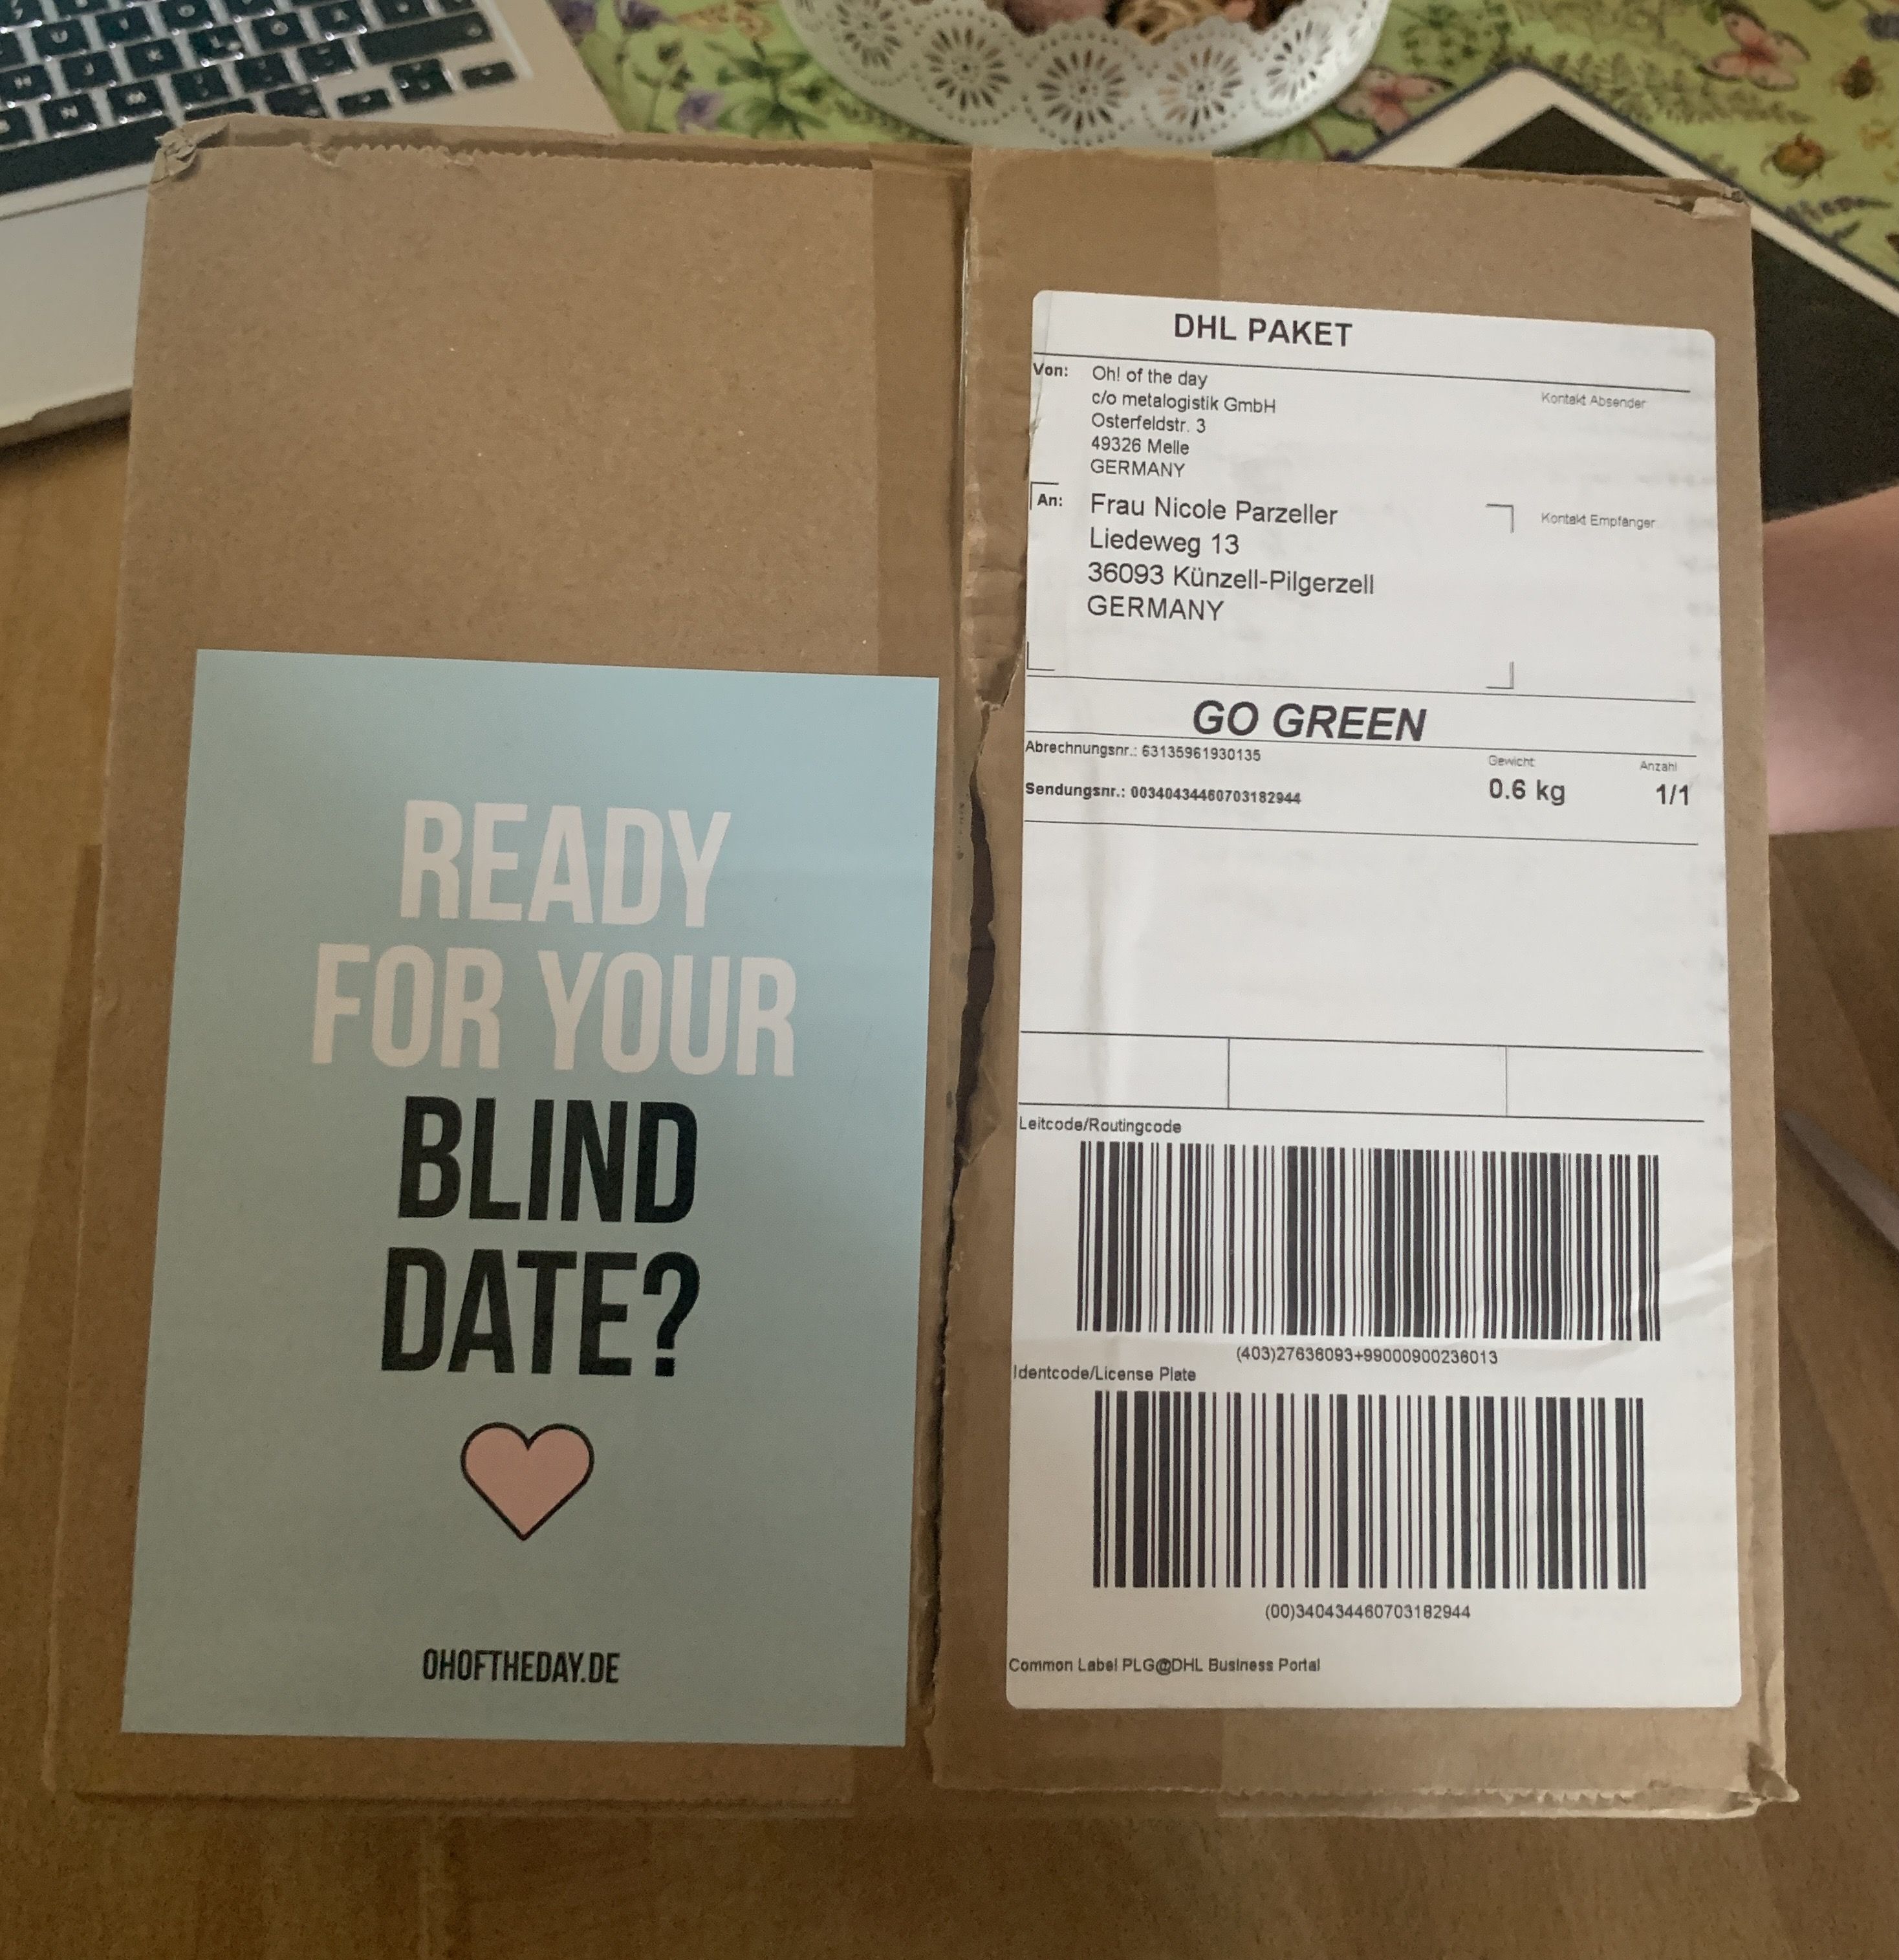 READY
FOR YOUR
BLIND
DATE?
OHOFTHEDAY.DE
DHL PAKET
Von: Oh! of the day
c/o metalogistik GmbH
Osterfeldstr. 3
49326 Melle
GERMANY
Kontakt Absender
An: Frau Nicole Parzeller
Liedeweg 13
36093 Künzell-Pilgerzell
GERMANY
Kontakt Empfänger
GO GREEN
Abrechnungsnr.: 63135961930135
Sendungsnr.: 00340434460703182944
Gewicht
0.6 kg
Anzahl
1/1
Leitcode/Routingcode
(403)27636093+99000900236013
Identcode/License Plate
(00)340434460703182944
Common Label PLG@DHL Business Portal